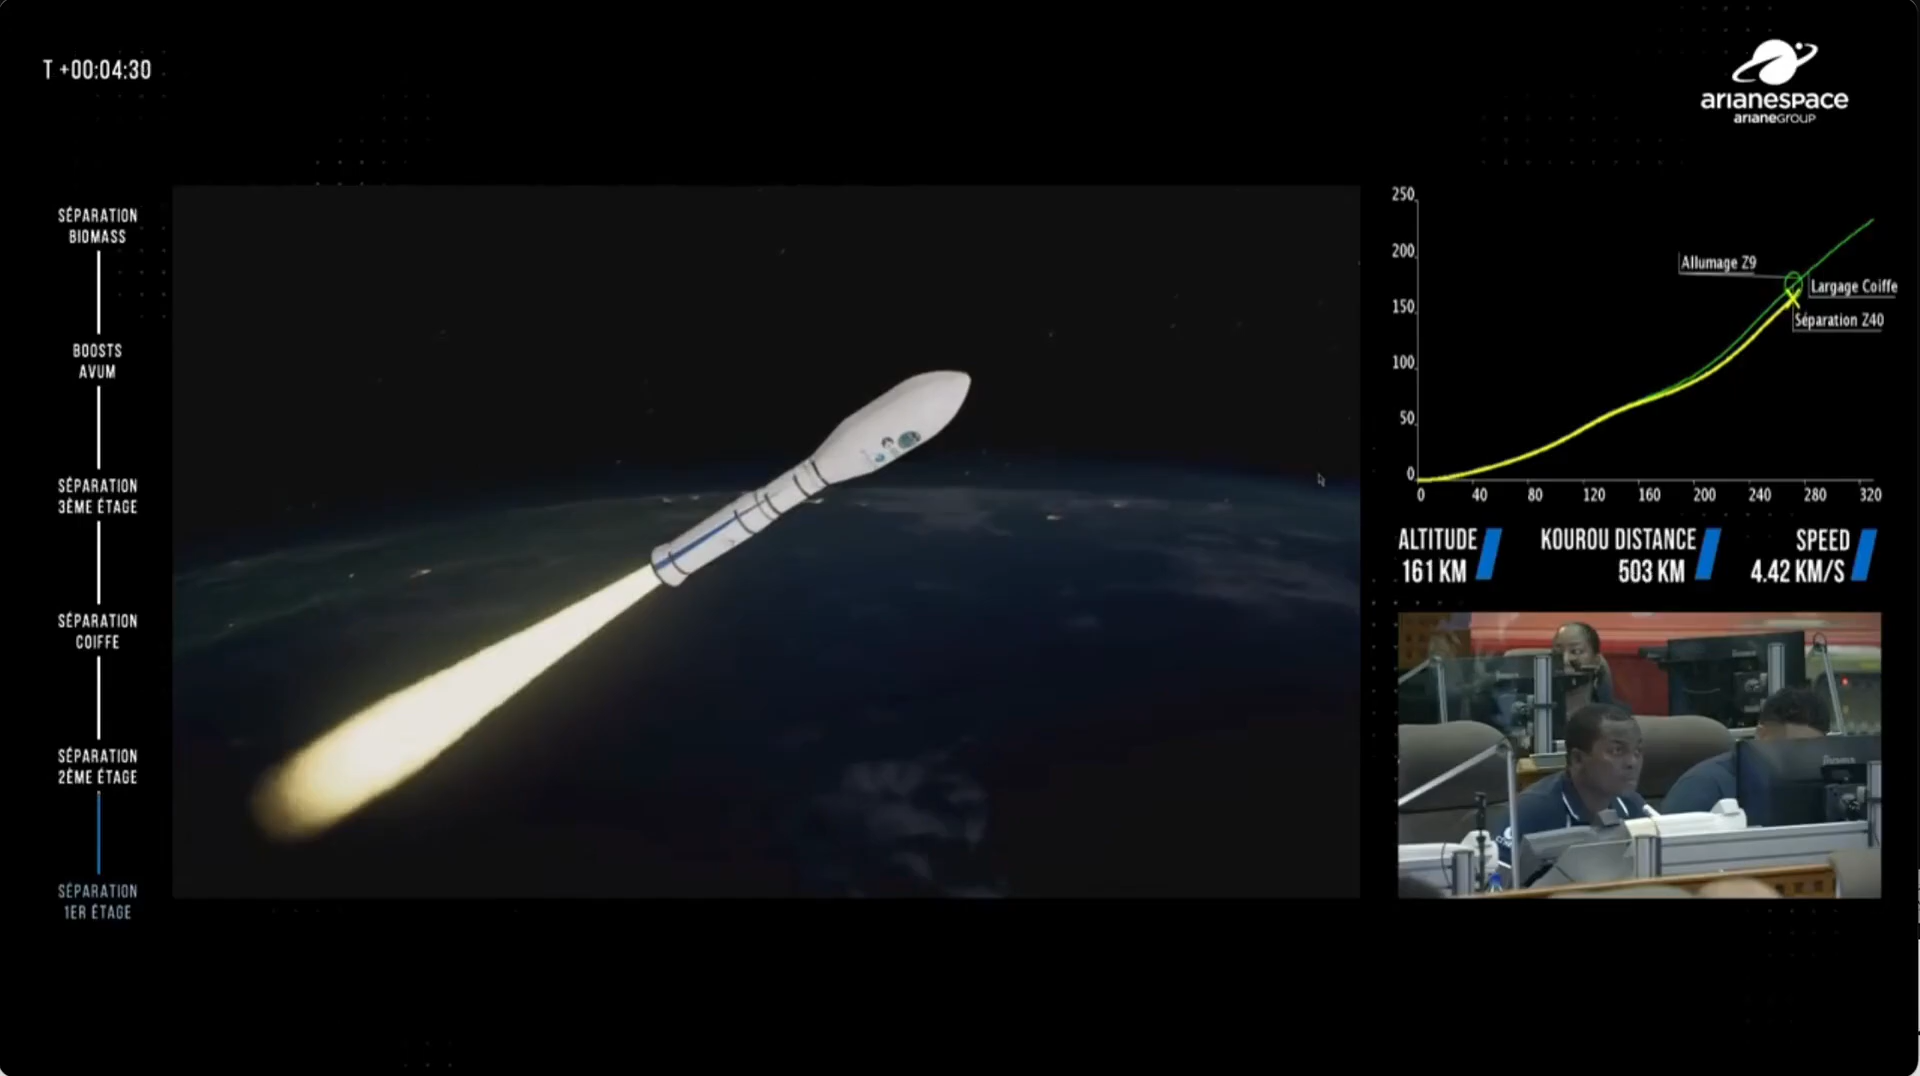 T +00:04:30
arianespace
arianeGROUP
SÉPARATION
BIOMASS
BOOSTS
AVUM
SÉPARATION
3ÈME ÉTAGE
SÉPARATION
COIFFE
SÉPARATION
2ÈME ÉTAGE
SÉPARATION
1ER ÉTAGE
250
200
150
100
50
0
0 40 80 120 160 200 240 280 320
Allumage Z9
Largage Coiffe
Séparation Z40
ALTITUDE
161 KM
KOUROU DISTANCE
503 KM
SPEED
4.42 KM/S